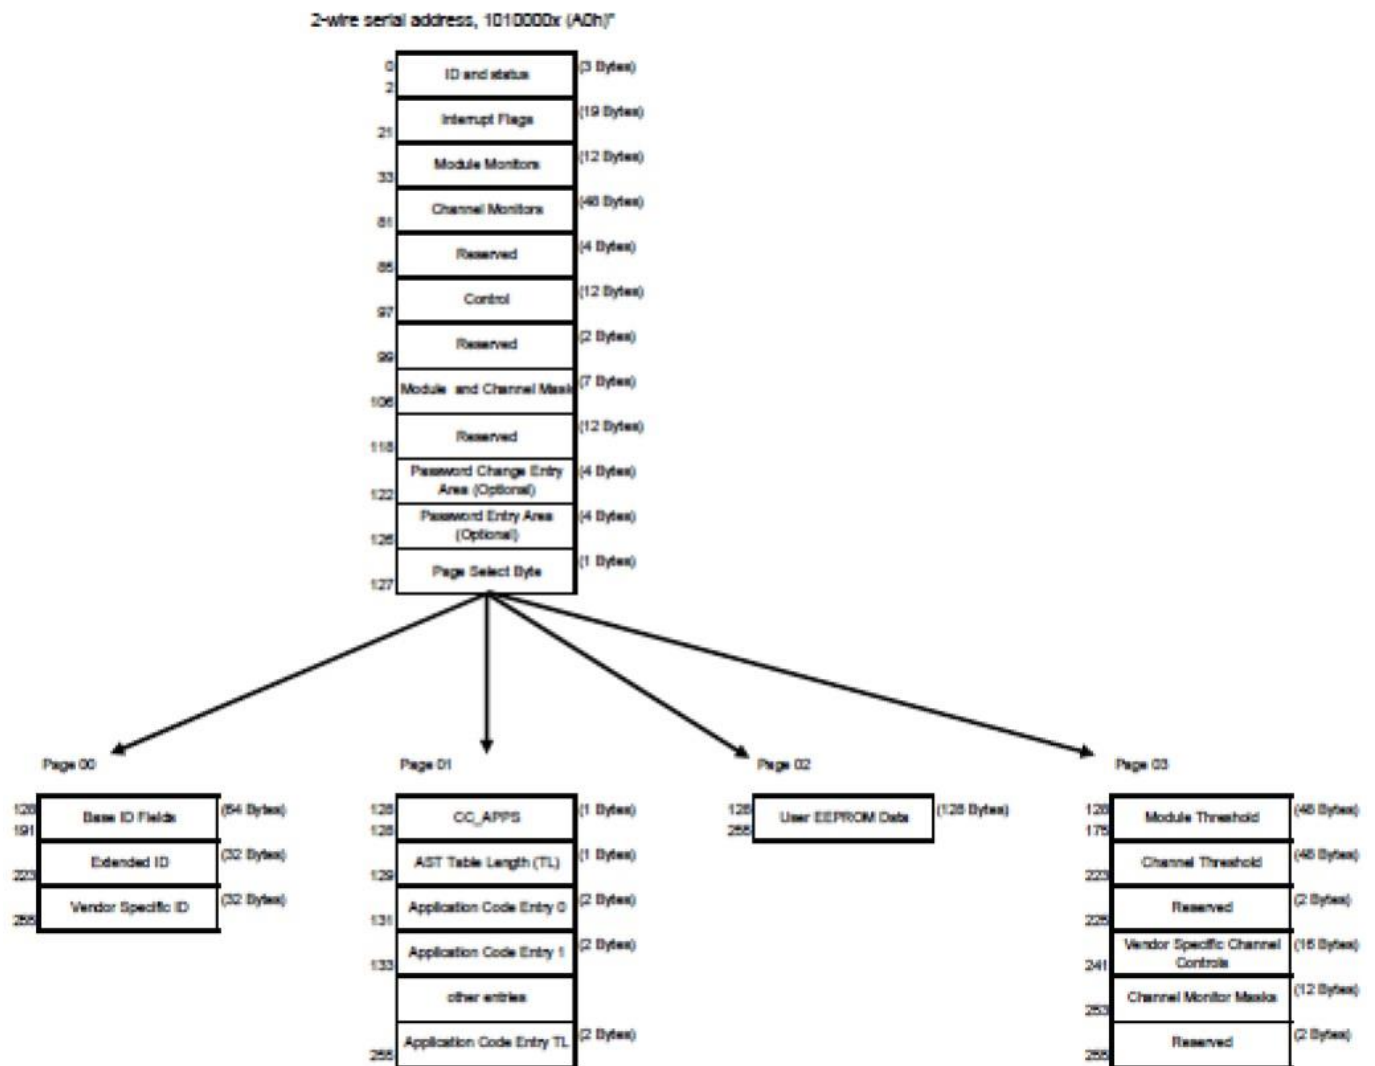 2-wire serial address, 1010000x (A0h)"
0
2
ID and status
(3 Bytes)
Interrupt Flags
(19 Bytes)
21
Module Monitors
(12 Bytes)
33
Channel Monitors
(48 Bytes)
81
Reserved
(4 Bytes)
85
Control
(12 Bytes)
97
Reserved
(2 Bytes)
99
Module and Channel Mask
(7 Bytes)
106
Reserved
(12 Bytes)
118
Password Change Entry
Area (Optional)
(4 Bytes)
122
Password Entry Area
(Optional)
(4 Bytes)
126
Page Select Byte
(1 Bytes)
127
Page 00
128
191
Base ID Fields
(64 Bytes)
Extended ID
(32 Bytes)
223
Vendor Specific ID
(32 Bytes)
255
Page 01
128
128
CC_APPS
(1 Bytes)
AST Table Length (TL)
(1 Bytes)
129
Application Code Entry 0
(2 Bytes)
131
Application Code Entry 1
(2 Bytes)
133
other entries
Application Code Entry TL
(2 Bytes)
255
Page 02
128
255
User EEPROM Data
(128 Bytes)
Page 03
128
175
Module Threshold
(48 Bytes)
Channel Threshold
(48 Bytes)
223
Reserved
(2 Bytes)
225
Vendor Specific Channel
Controls
(16 Bytes)
241
Channel Monitor Masks
(12 Bytes)
253
Reserved
(2 Bytes)
255